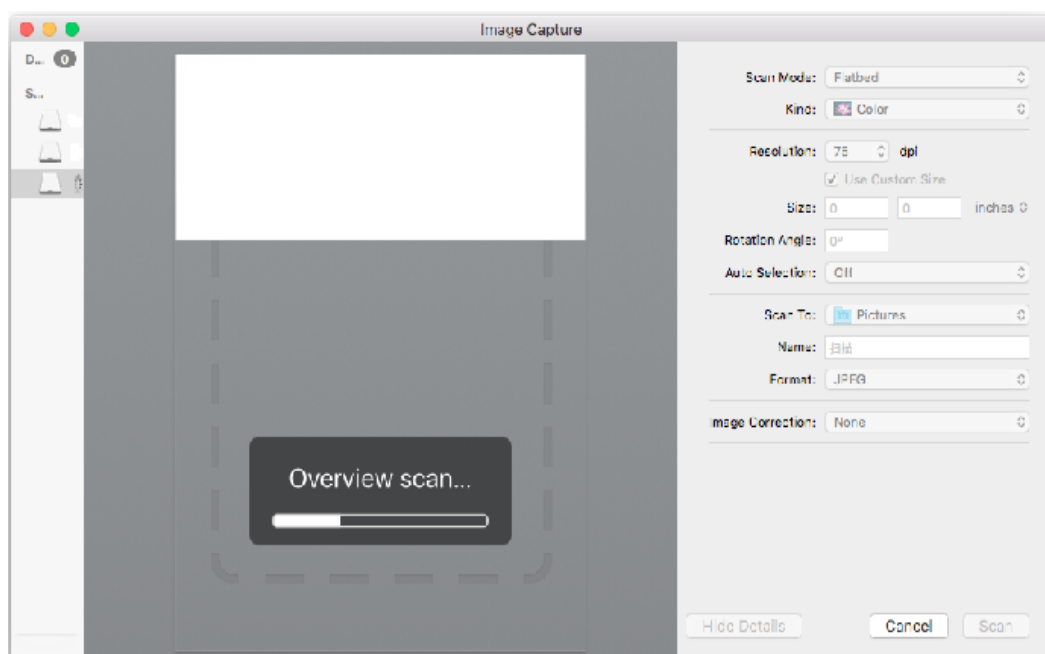 Image Capture
D... 0
S...
Scan Mode: Flatbed
Kind: Color
Resolution: 75 dpi
Use Custom Size
Size: 0 0 inches
Rotation Angle: 0°
Auto Selection: Off
Scan To: Pictures
Name: 扫描
Format: JPEG
Image Correction: None
Overview scan...
Hide Details Cancel Scan